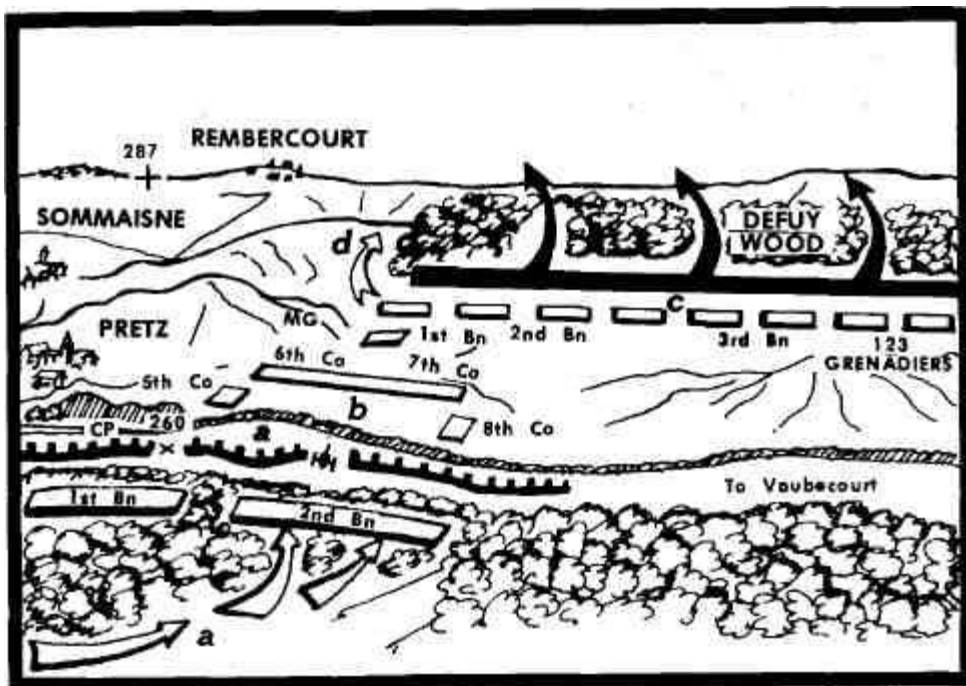 REMBERCOURT
287
SOMMAISNE
DEFUY
WOOD
d
MG
c
1st Bn 2nd Bn 3rd Bn 123
GRENADIERS
PRETZ
6th Co
7th Co
5th Co
b
8th Co
260
CP
a
To Vaubecourt
1st Bn
2nd Bn
a